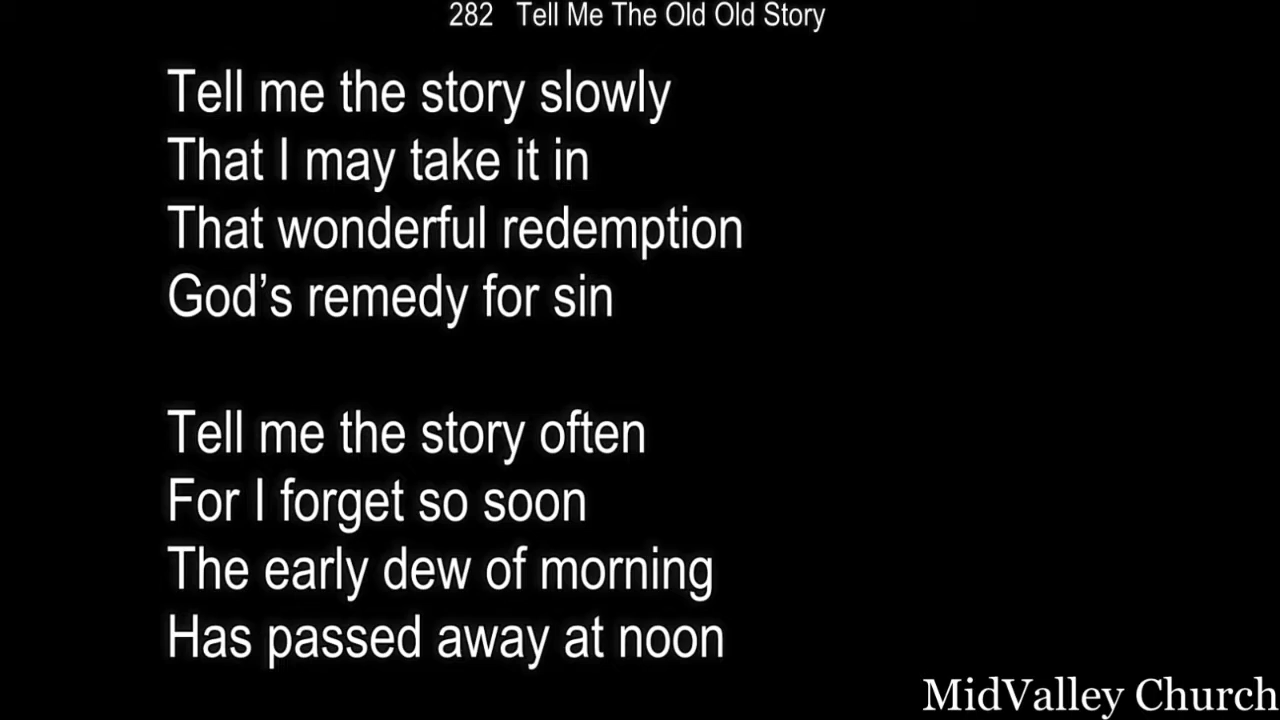 282 Tell Me The Old Old Story
Tell me the story slowly
That I may take it in
That wonderful redemption
God’s remedy for sin
Tell me the story often
For I forget so soon
The early dew of morning
Has passed away at noon
MidValley Church